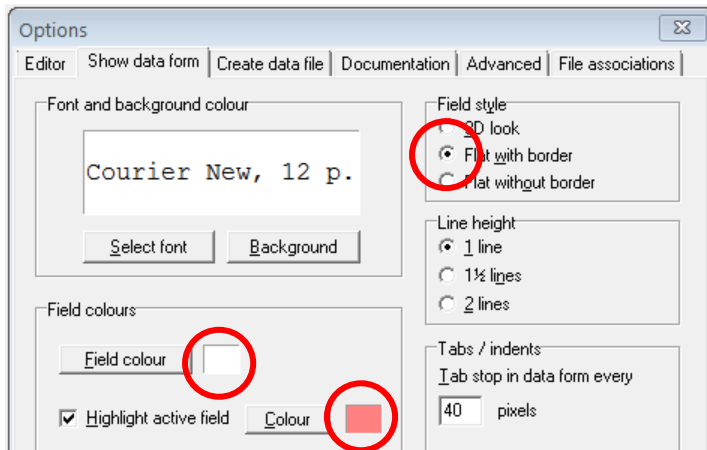 Options
Editor Show data form Create data file Documentation Advanced File associations
Font and background colour
Courier New, 12 p.
Select font Background
Field colours
Field colour
Highlight active field Colour
Field style
3D look
Flat with border
Flat without border
Line height
1 line
1½ lines
2 lines
Tabs / indents
Tab stop in data form every
40 pixels